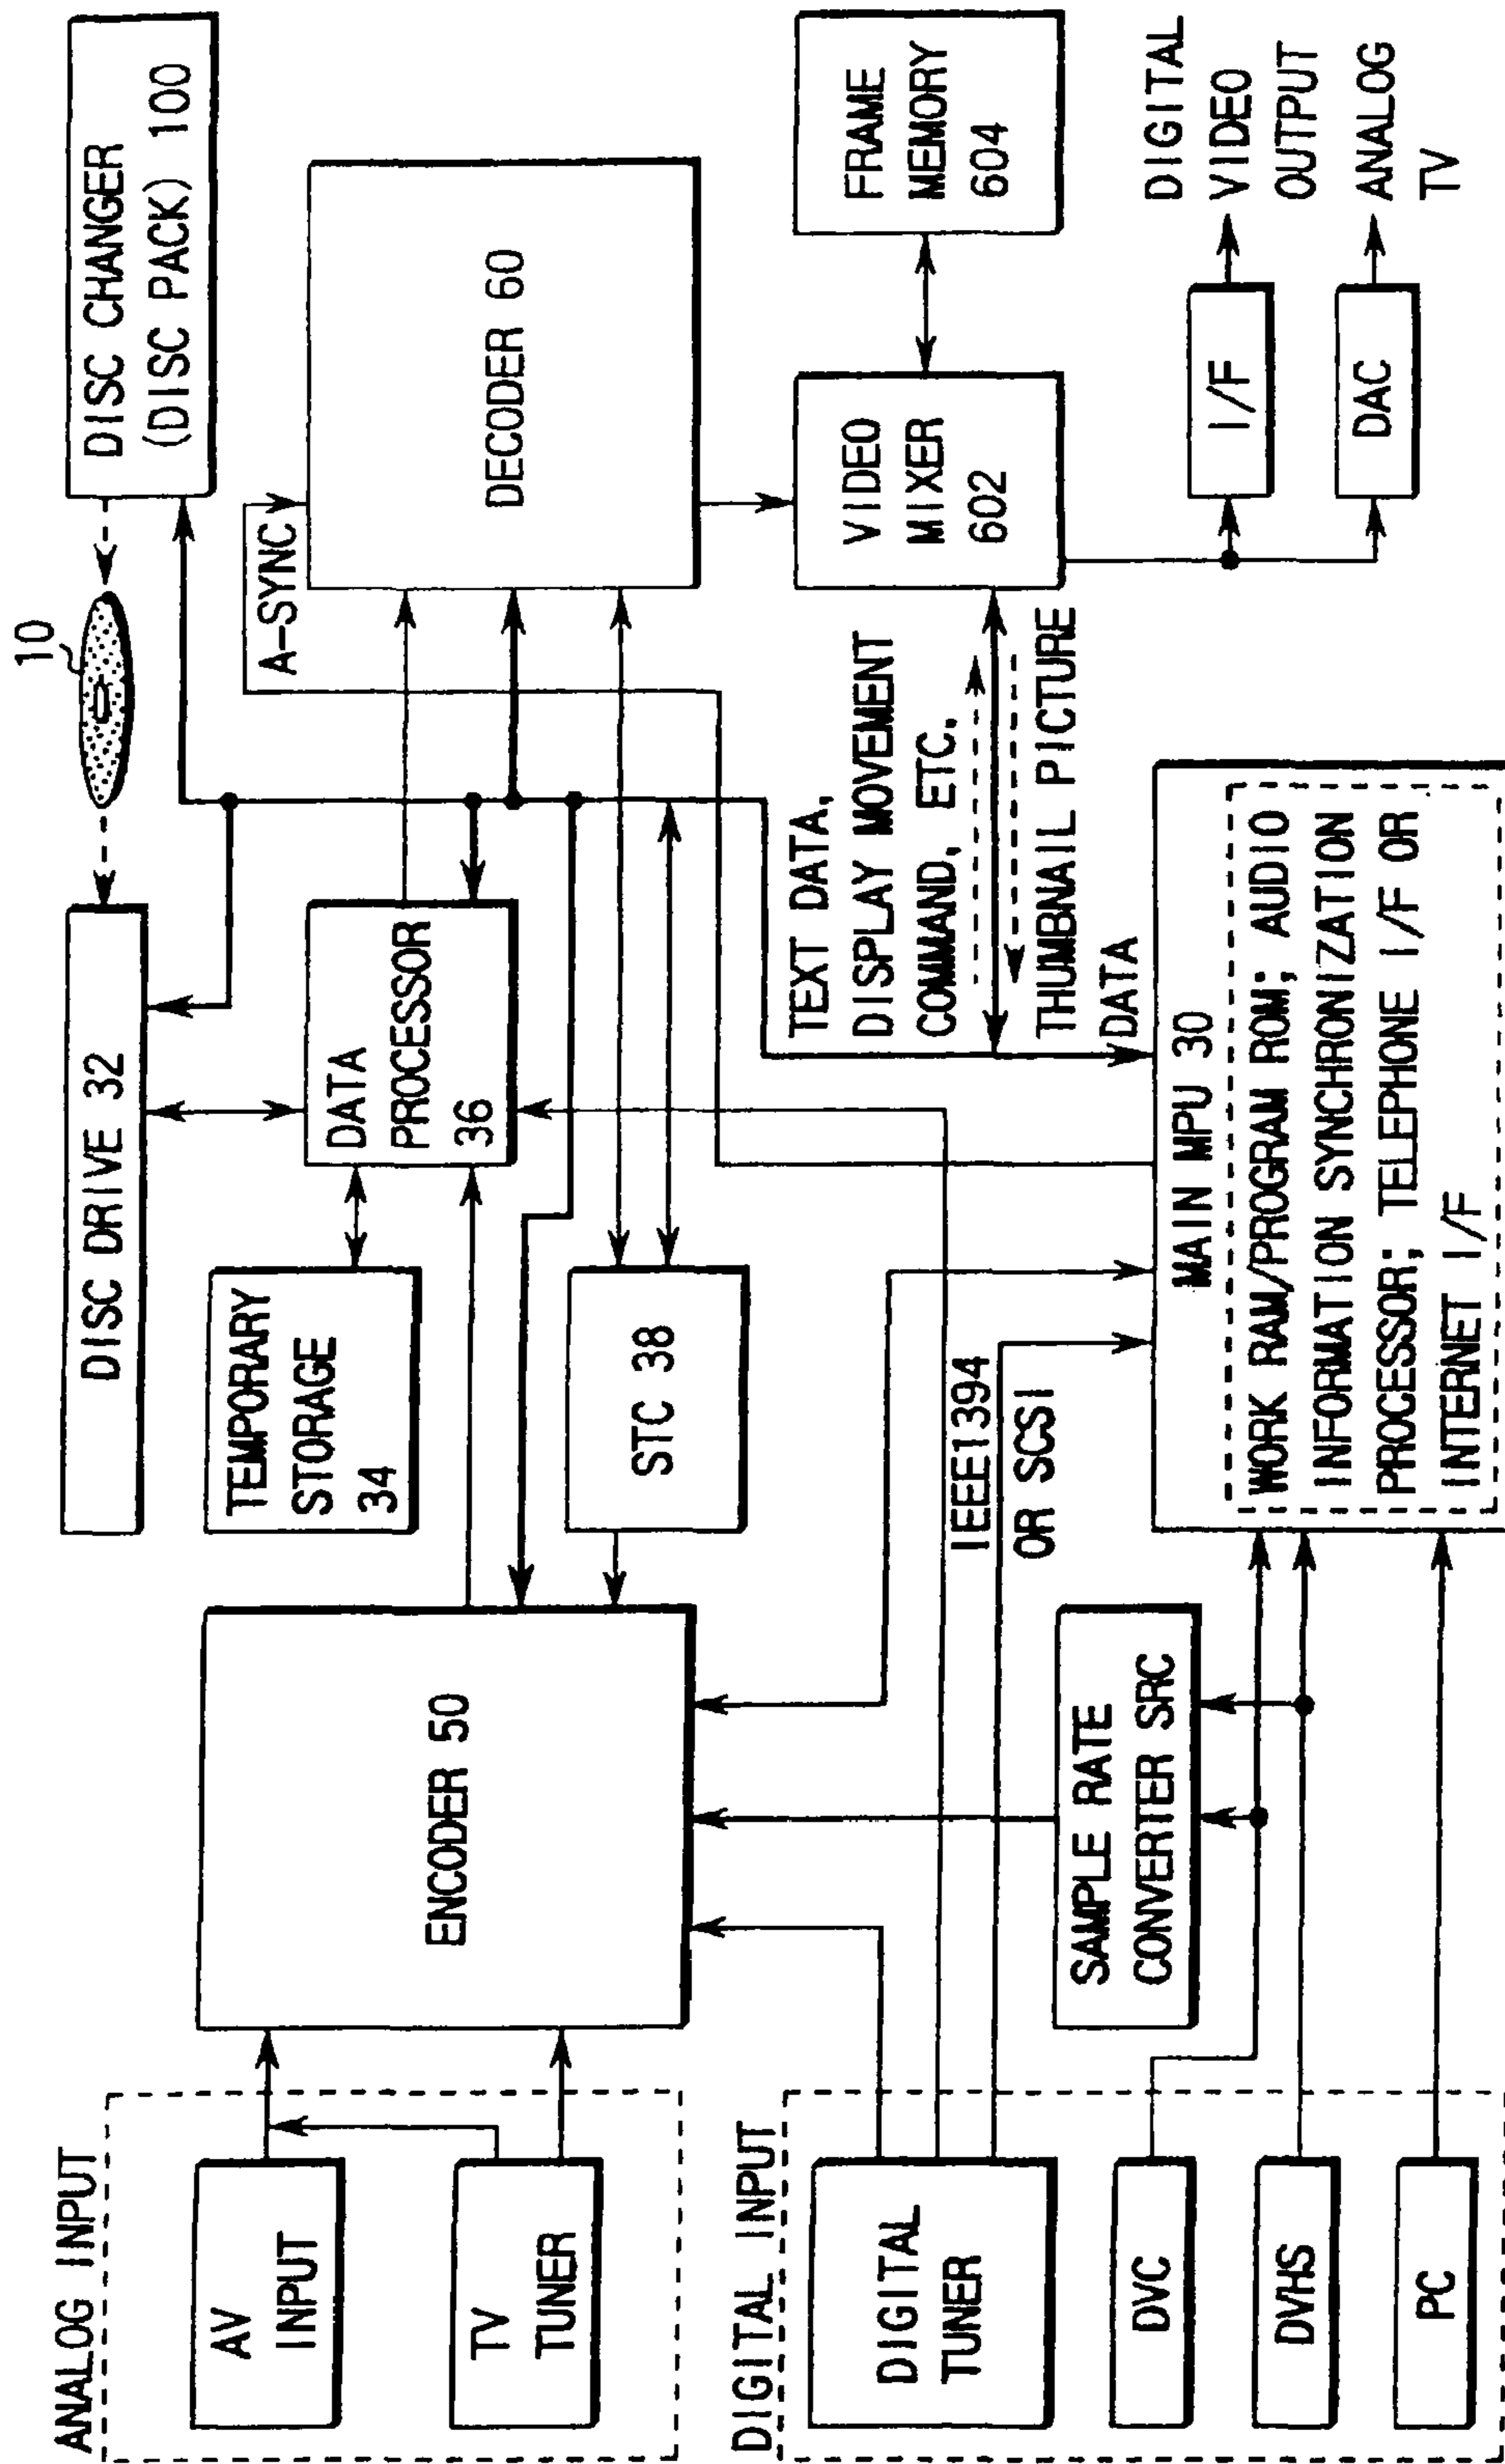 ANALOG INPUT
AV
INPUT
TV
TUNER
DIGITAL INPUT
DIGITAL
TUNER
DVC
DVHS
PC
ENCODER 50
SAMPLE RATE
CONVERTER SRC
DISC DRIVE 32
TEMPORARY
STORAGE
34
DATA
PROCESSOR
36
STC 38
IEEE1394
OR SCSI
MAIN MPU 30
WORK RAM/PROGRAM ROM; AUDIO
INFORMATION SYNCHRONIZATION
PROCESSOR; TELEPHONE I/F OR
INTERNET I/F
10
DISC CHANGER
(DISC PACK) 100
A-SYNC
DECODER 60
TEXT DATA,
DISPLAY MOVEMENT
COMMAND, ETC.
THUMBNAIL PICTURE
DATA
VIDEO
MIXER
602
FRAME
MEMORY
604
I/F
DAC
DIGITAL
VIDEO
OUTPUT
ANALOG
TV